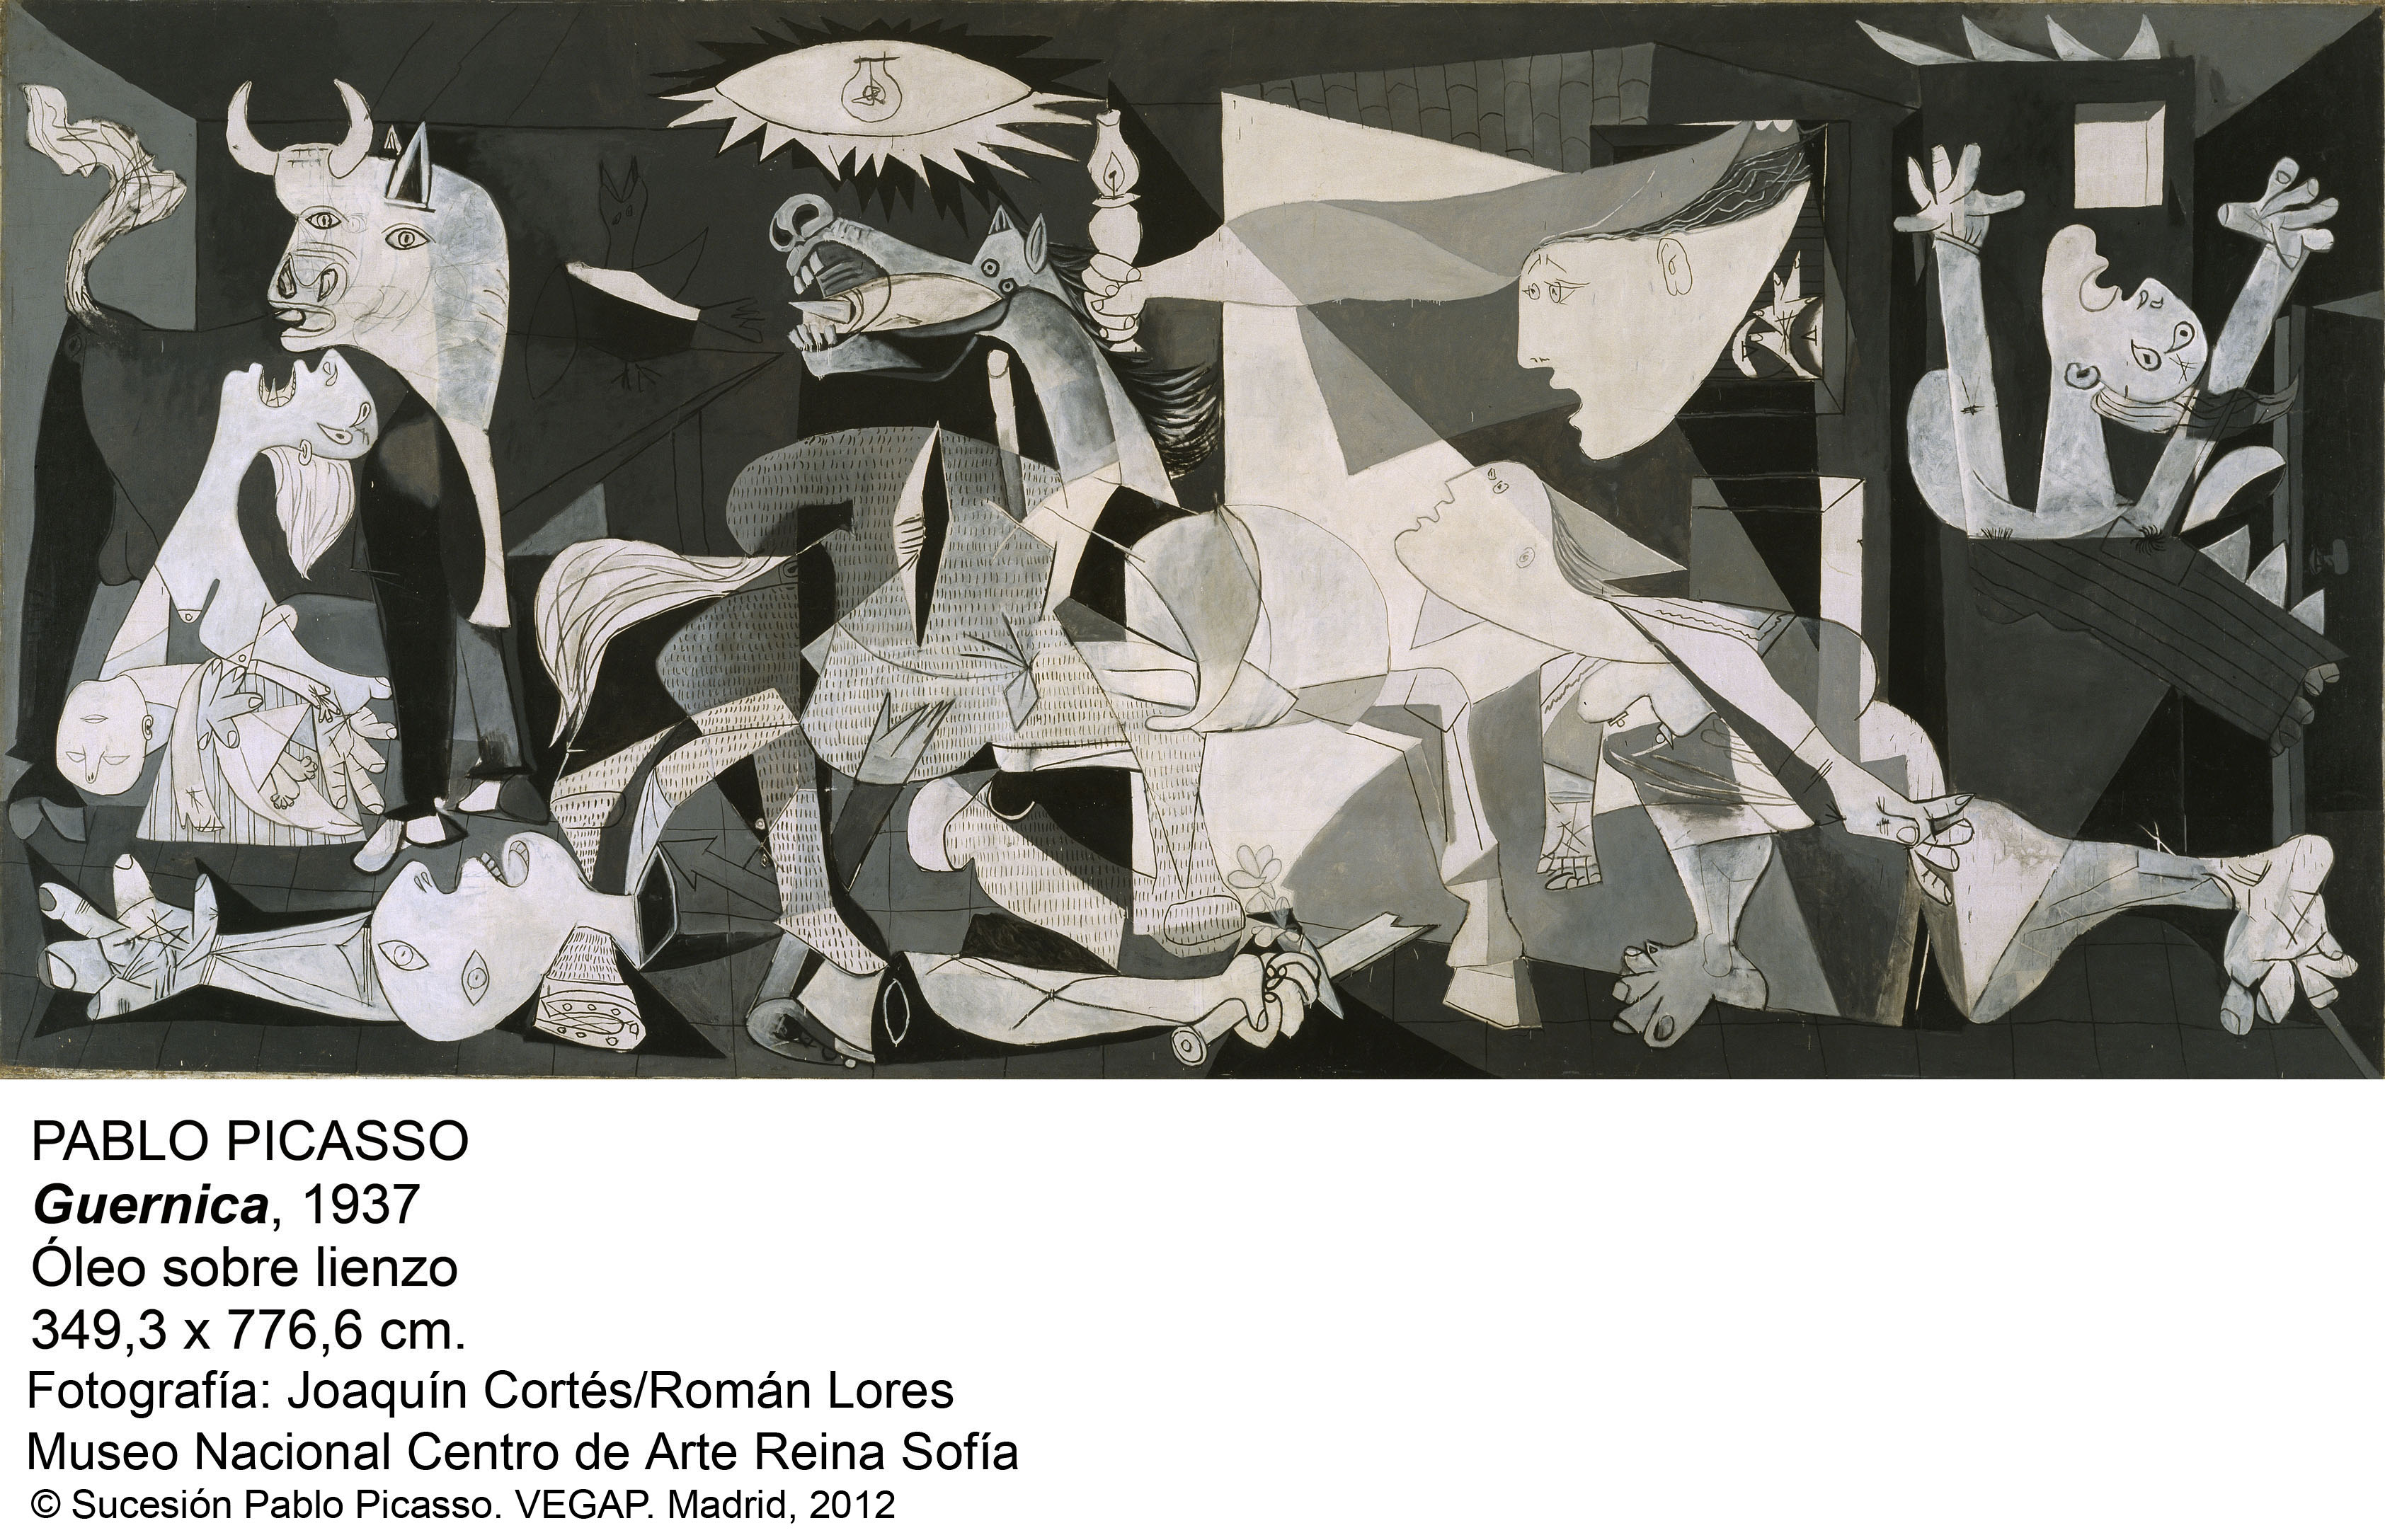 PABLO PICASSO
Guernica, 1937
Óleo sobre lienzo
349,3 x 776,6 cm.
Fotografía: Joaquín Cortés/Román Lores
Museo Nacional Centro de Arte Reina Sofía
© Sucesión Pablo Picasso. VEGAP. Madrid, 2012